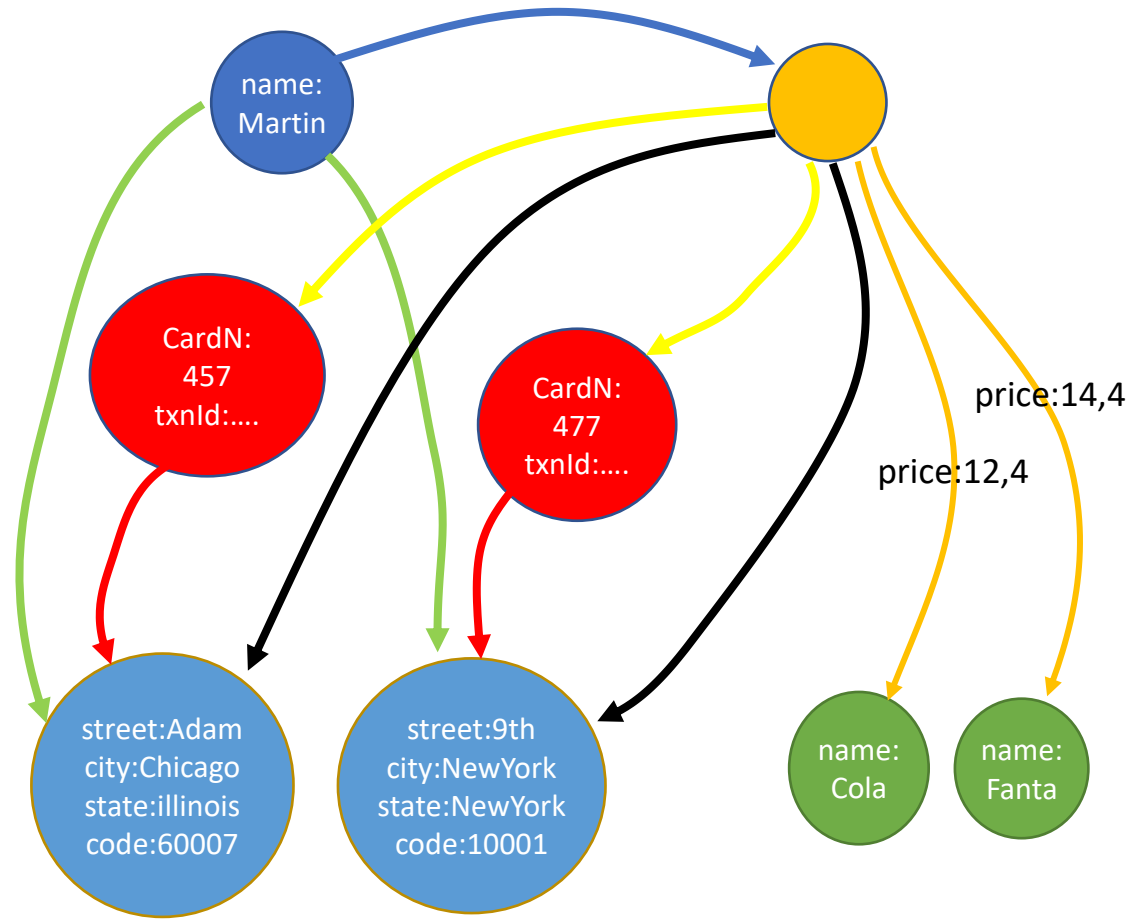 name:
Martin
CardN:
457
txnId:....
CardN:
477
txnId:....
price:14,4
price:12,4
street:Adam
city:Chicago
state:illinois
code:60007
street:9th
city:NewYork
state:NewYork
code:10001
name:
Cola
name:
Fanta